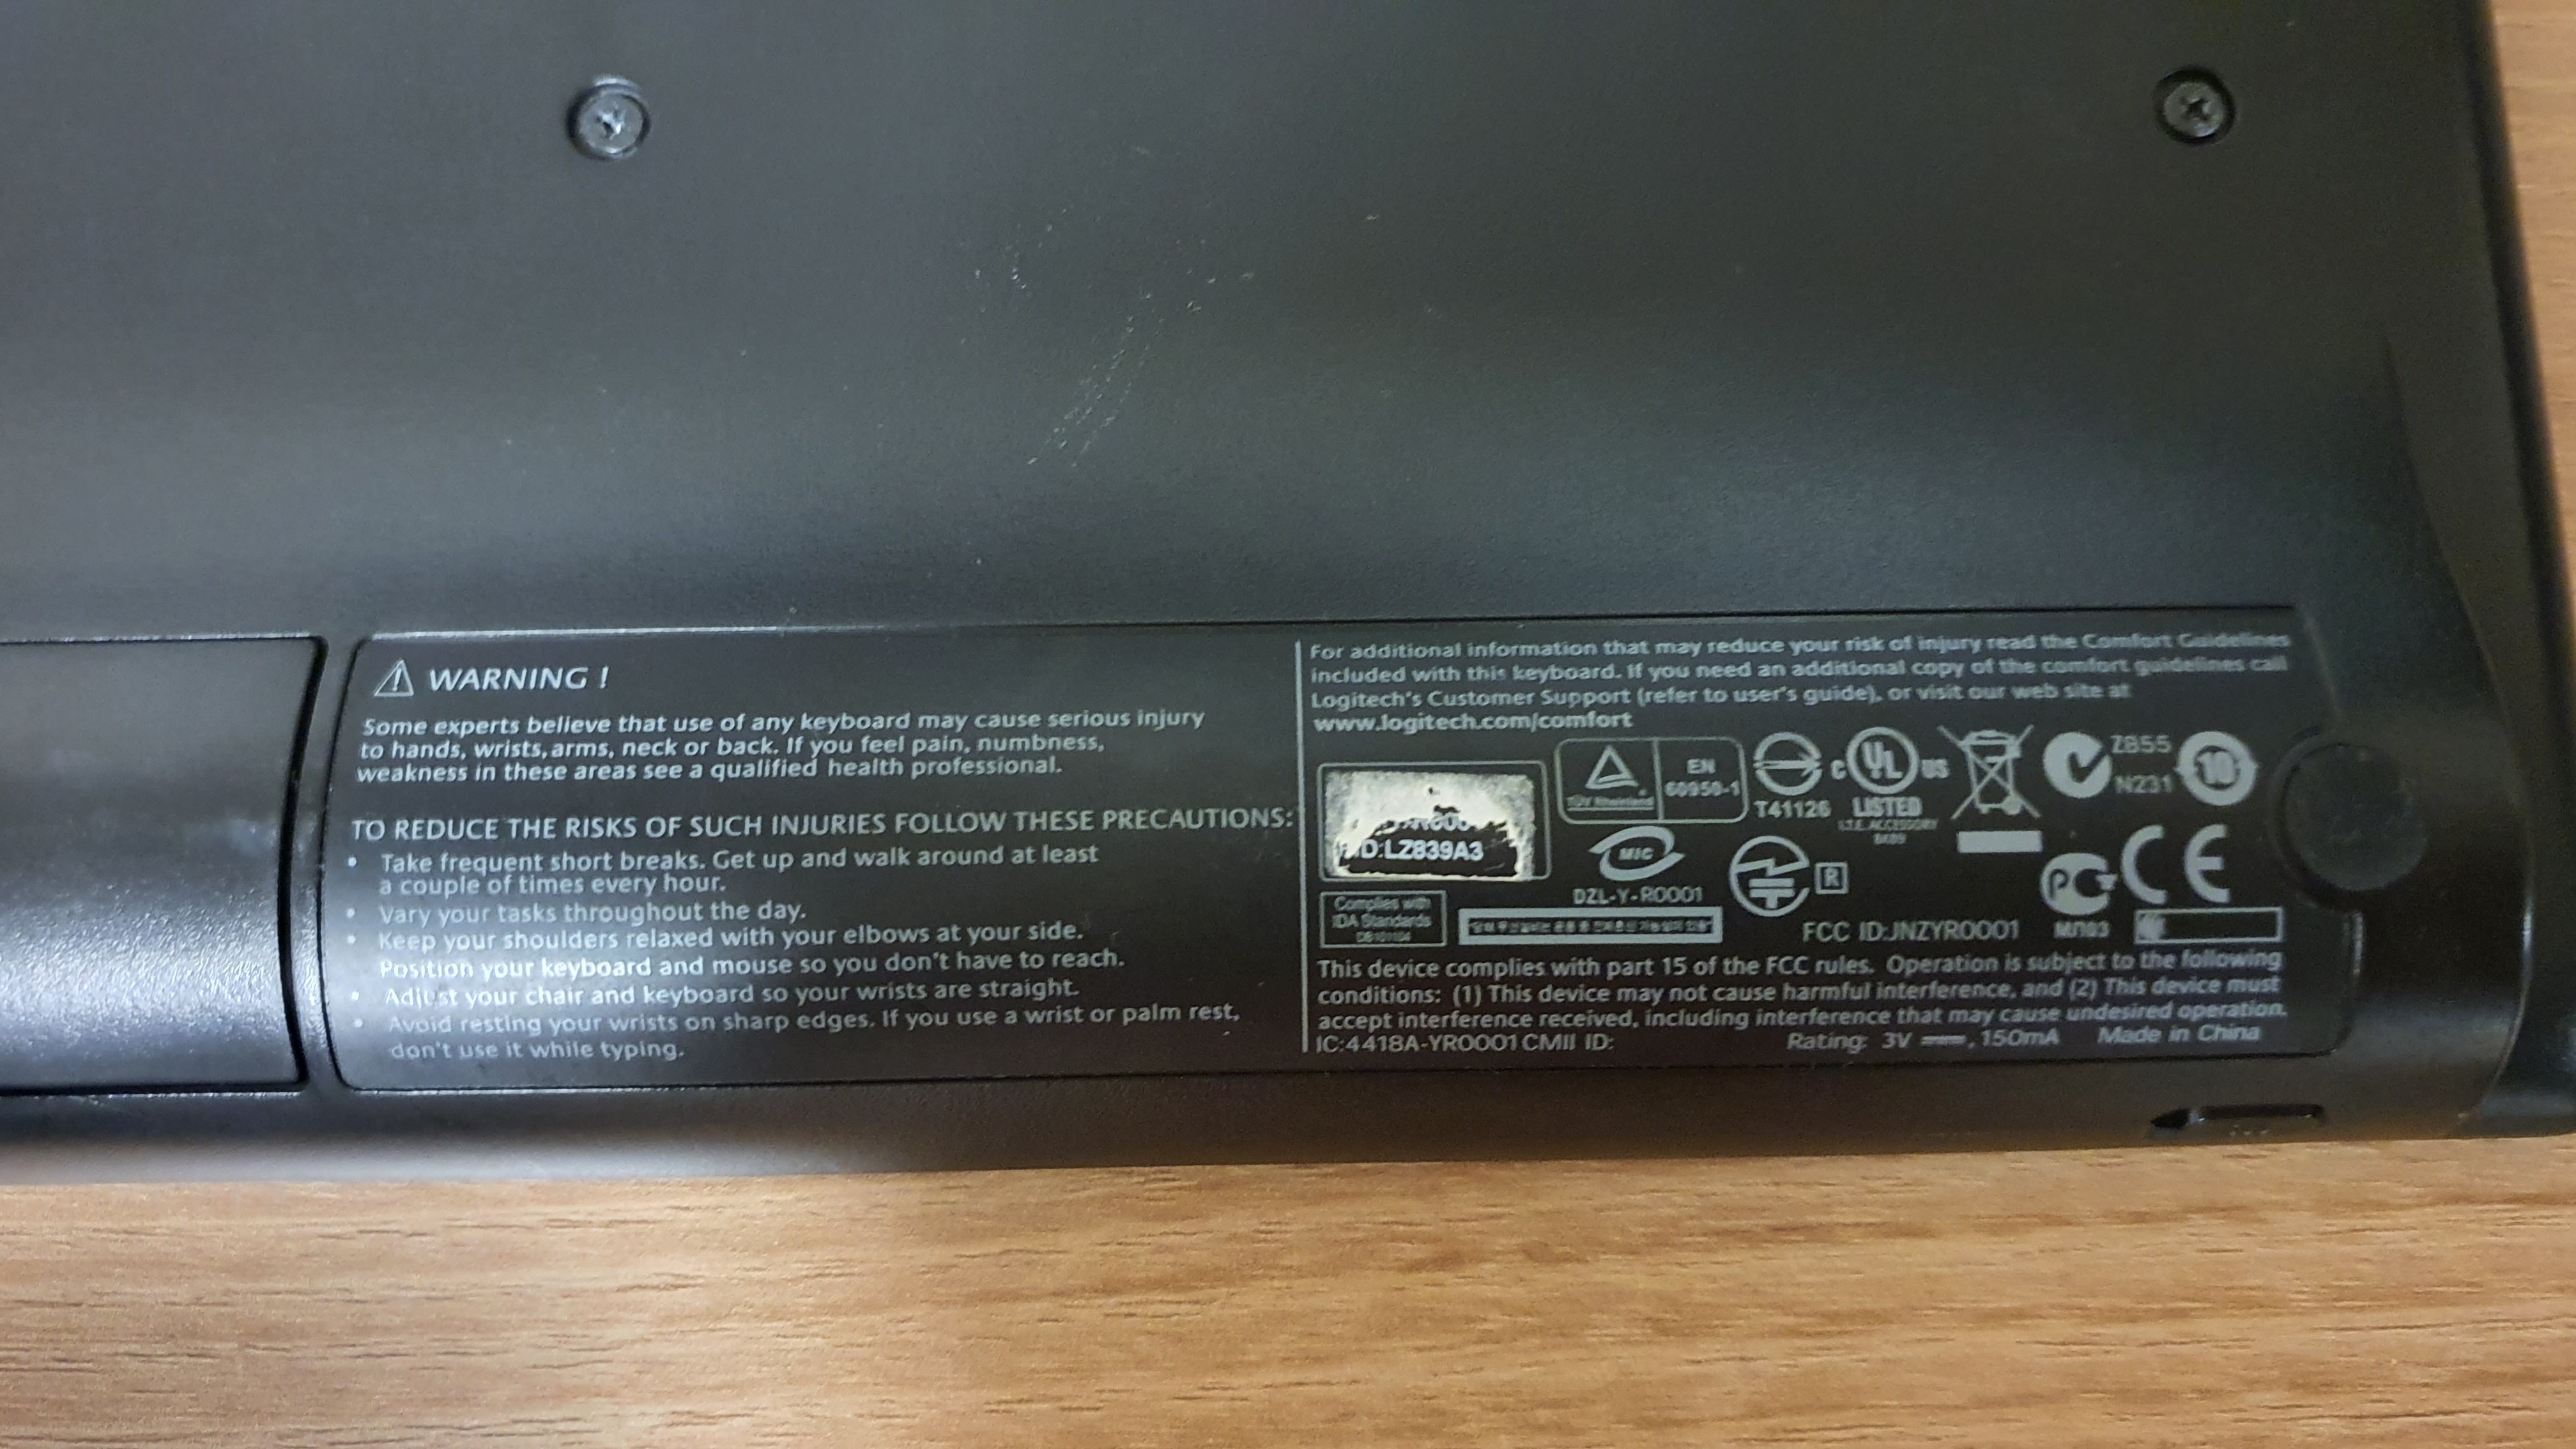 ⚠ WARNING!
Some experts believe that use of any keyboard may cause serious injury
to hands, wrists, arms, neck or back. If you feel pain, numbness,
weakness in these areas see a qualified health professional.
TO REDUCE THE RISKS OF SUCH INJURIES FOLLOW THESE PRECAUTIONS:
• Take frequent short breaks. Get up and walk around at least
a couple of times every hour.
• Vary your tasks throughout the day.
• Keep your shoulders relaxed with your elbows at your side.
Position your keyboard and mouse so you don't have to reach.
• Adjust your chair and keyboard so your wrists are straight.
• Avoid resting your wrists on sharp edges. If you use a wrist or palm rest,
don't use it while typing.
For additional information that may reduce your risk of injury read the Comfort Guidelines
included with this keyboard. If you need an additional copy of the comfort guidelines call
Logitech's Customer Support (refer to user's guide), or visit our web site at
www.logitech.com/comfort
D:LZ839A3
EN
60950-1
T41126
c UL us
LISTED
I.T.E. ACCESSORY
Z855
N231
10
Complies with
IDA Standards
MIC
DZL-Y-R0001
R
FCC ID:JNZYR0001
PC
CE
This device complies with part 15 of the FCC rules. Operation is subject to the following
conditions: (1) This device may not cause harmful interference, and (2) This device must
accept interference received, including interference that may cause undesired operation.
IC:4418A-YR0001 CMII ID: Rating: 3V ⎓, 150mA Made in China